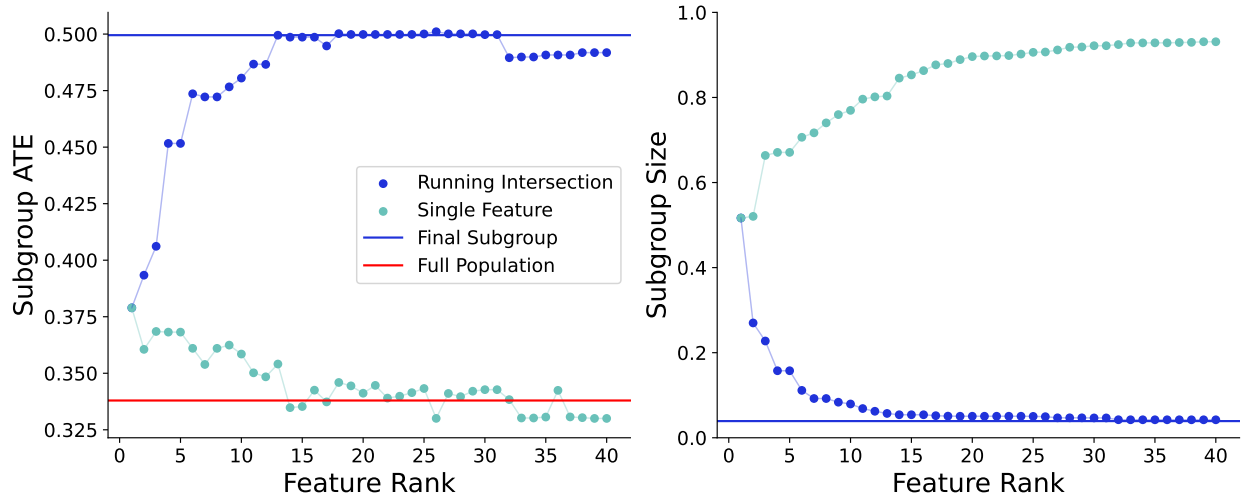 Subgroup ATE
0.500
0.475
0.450
0.425
0.400
0.375
0.350
0.325
0 5 10 15 20 25 30 35 40
Feature Rank
Running Intersection
Single Feature
Final Subgroup
Full Population
Subgroup Size
1.0
0.8
0.6
0.4
0.2
0.0
0 5 10 15 20 25 30 35 40
Feature Rank